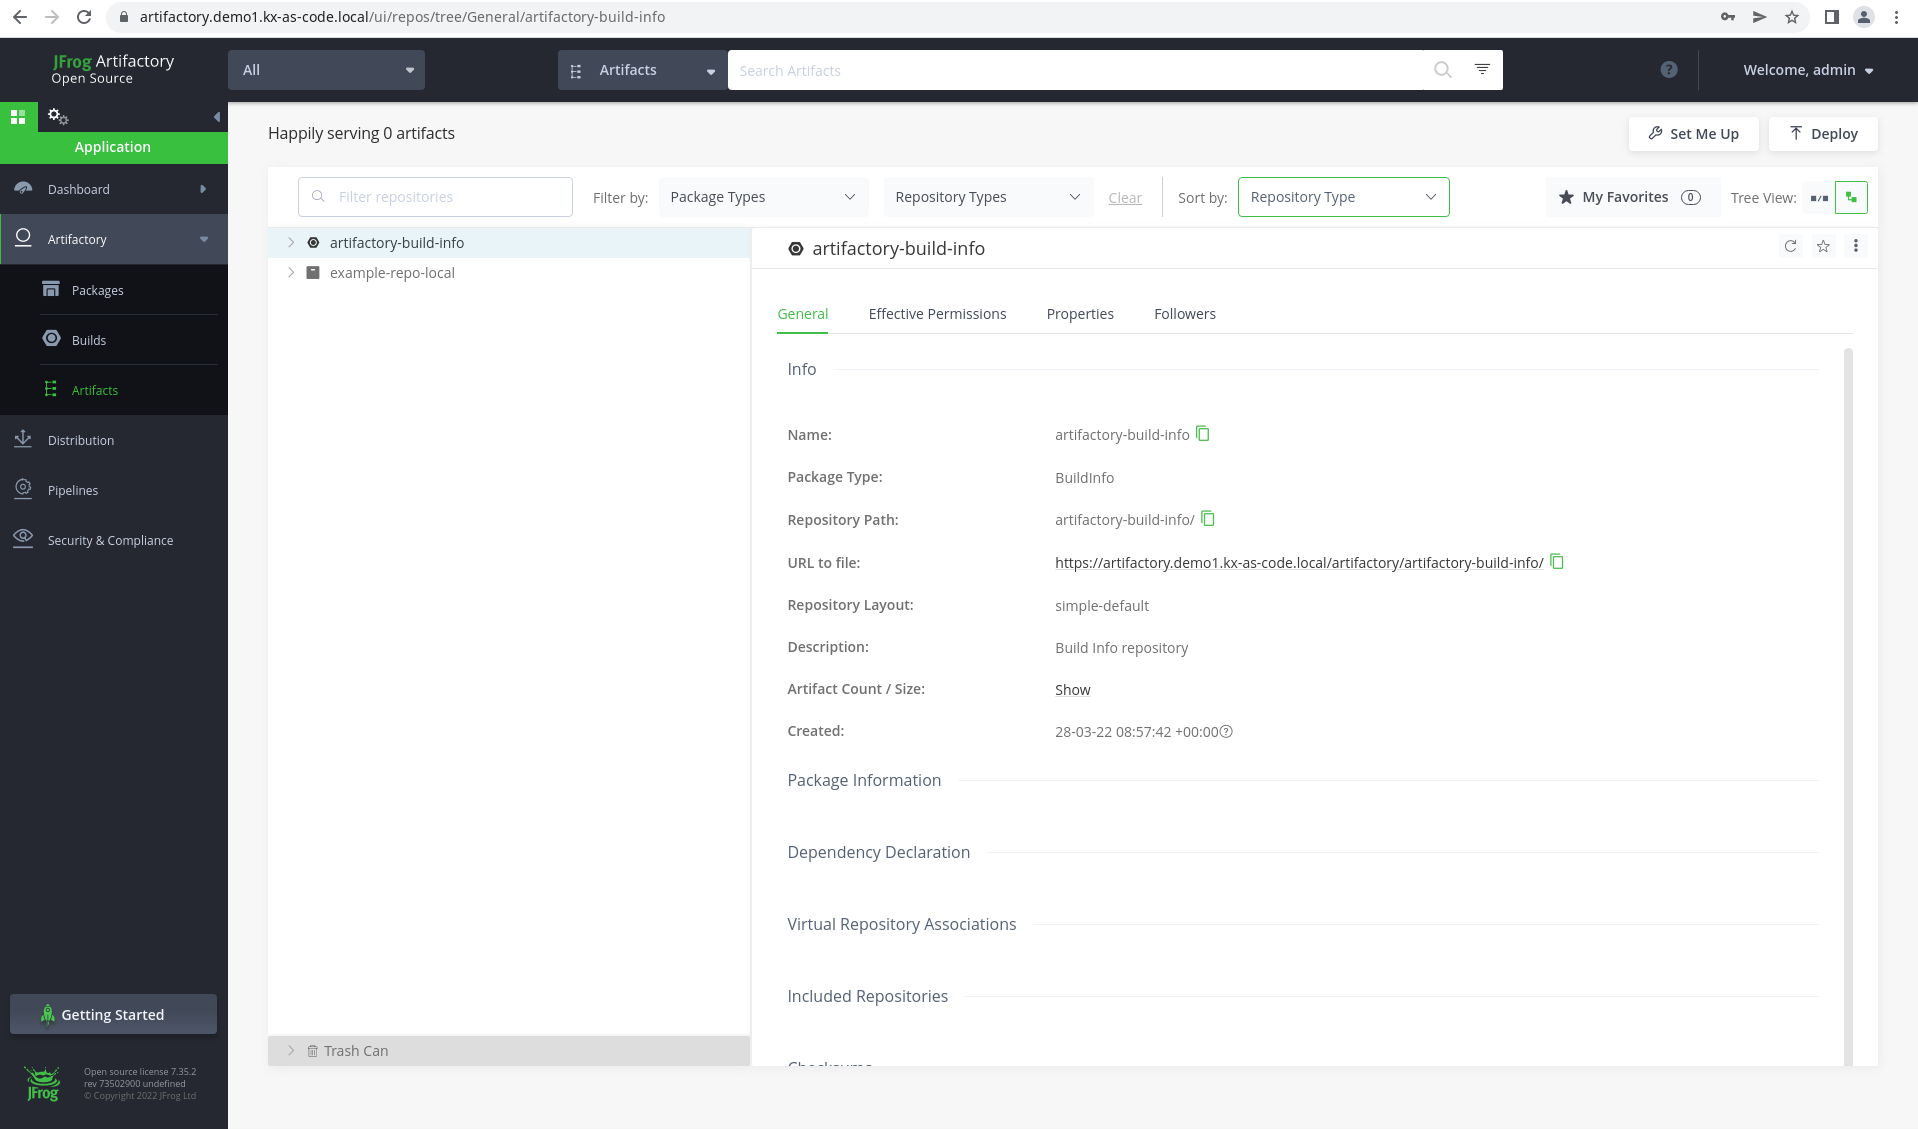 artifactory.demo1.kx-as-code.local/ui/repos/tree/General/artifactory-build-info
JFrog Artifactory
Open Source
All
Artifacts
Search Artifacts
?
Welcome, admin
Application
Dashboard
Artifactory
Packages
Builds
Artifacts
Distribution
Pipelines
Security & Compliance
Getting Started
JFrog
Open source license 7.35.2
rev 73502900 undefined
© Copyright 2022 JFrog Ltd
Happily serving 0 artifacts
Set Me Up
Deploy
Filter repositories
Filter by:
Package Types
Repository Types
Clear
Sort by:
Repository Type
My Favorites
0
Tree View:
artifactory-build-info
example-repo-local
Trash Can
artifactory-build-info
General
Effective Permissions
Properties
Followers
Info
Name: artifactory-build-info
Package Type: BuildInfo
Repository Path: artifactory-build-info/
URL to file: https://artifactory.demo1.kx-as-code.local/artifactory/artifactory-build-info/
Repository Layout: simple-default
Description: Build Info repository
Artifact Count / Size: Show
Created: 28-03-22 08:57:42 +00:00 ?
Package Information
Dependency Declaration
Virtual Repository Associations
Included Repositories
Checksums